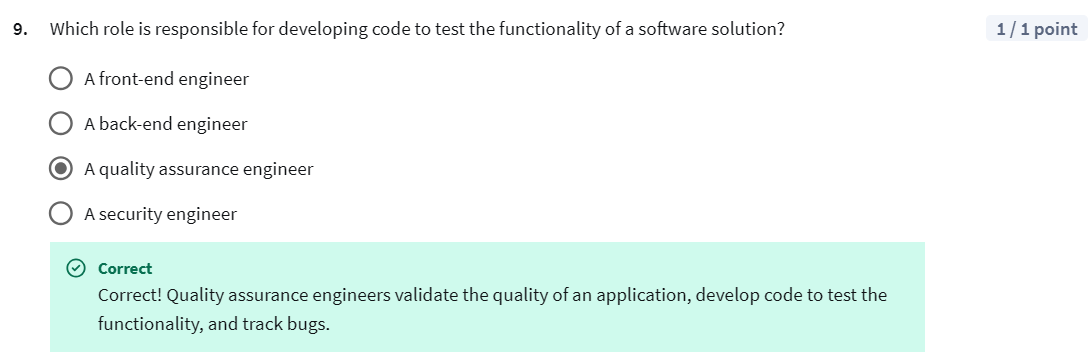 9. Which role is responsible for developing code to test the functionality of a software solution? 1 / 1 point
A front-end engineer
A back-end engineer
A quality assurance engineer
A security engineer
Correct
Correct! Quality assurance engineers validate the quality of an application, develop code to test the
functionality, and track bugs.